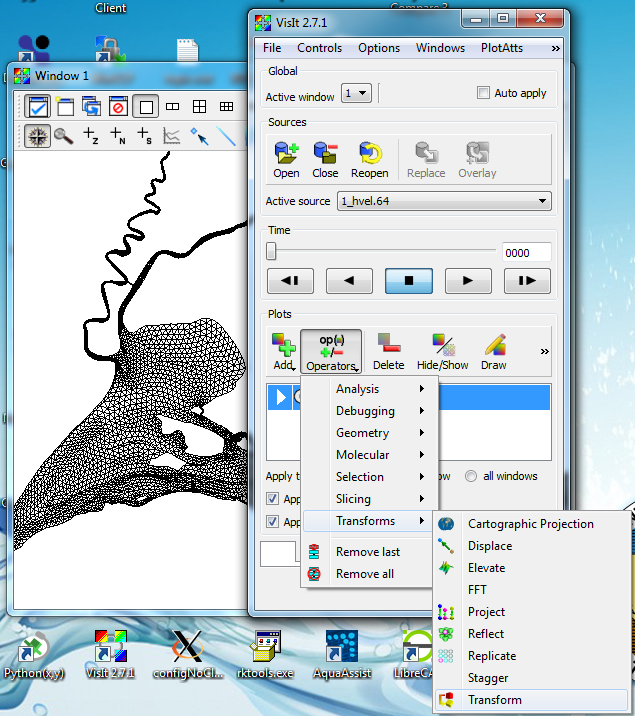 Client
Compare 3
VisIt 2.7.1
File Controls Options Windows PlotAtts »
Window 1
Global
Active window 1 Auto apply
Sources
Open Close Reopen Replace Overlay
Active source 1_hvel.64
Time
0000
Plots
op(·)
+/-
Add Operators Delete Hide/Show Draw »
Analysis
Debugging
Geometry
Molecular
Selection
Slicing
Transforms
Remove last
Remove all
Apply all windows
Cartographic Projection
Displace
Elevate
FFT
Project
Reflect
Replicate
Stagger
Transform
Python(x,y) VisIt 2.7.1 configNoCl... rktools.exe AquaAssist LibreCA